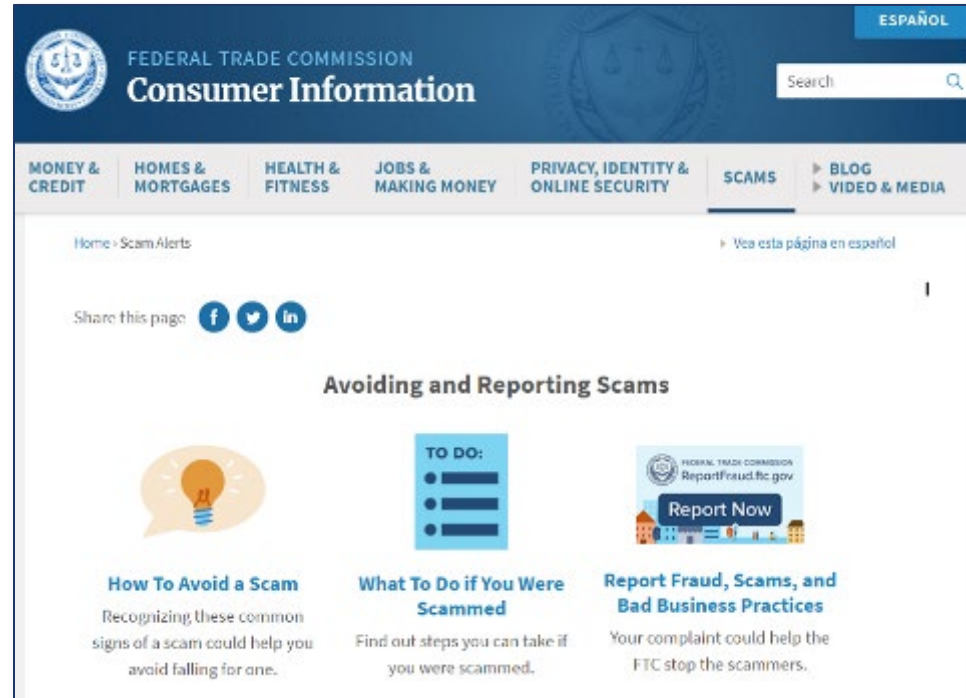 ESPAÑOL
FEDERAL TRADE COMMISSION
Consumer Information
Search
MONEY & CREDIT
HOMES & MORTGAGES
HEALTH & FITNESS
JOBS & MAKING MONEY
PRIVACY, IDENTITY & ONLINE SECURITY
SCAMS
BLOG
VIDEO & MEDIA
Home › Scam Alerts
Vea esta página en español
Share this page
Avoiding and Reporting Scams
TO DO:
FEDERAL TRADE COMMISSION
ReportFraud.ftc.gov
Report Now
How To Avoid a Scam
Recognizing these common
signs of a scam could help you
avoid falling for one.
What To Do if You Were
Scammed
Find out steps you can take if
you were scammed.
Report Fraud, Scams, and
Bad Business Practices
Your complaint could help the
FTC stop the scammers.